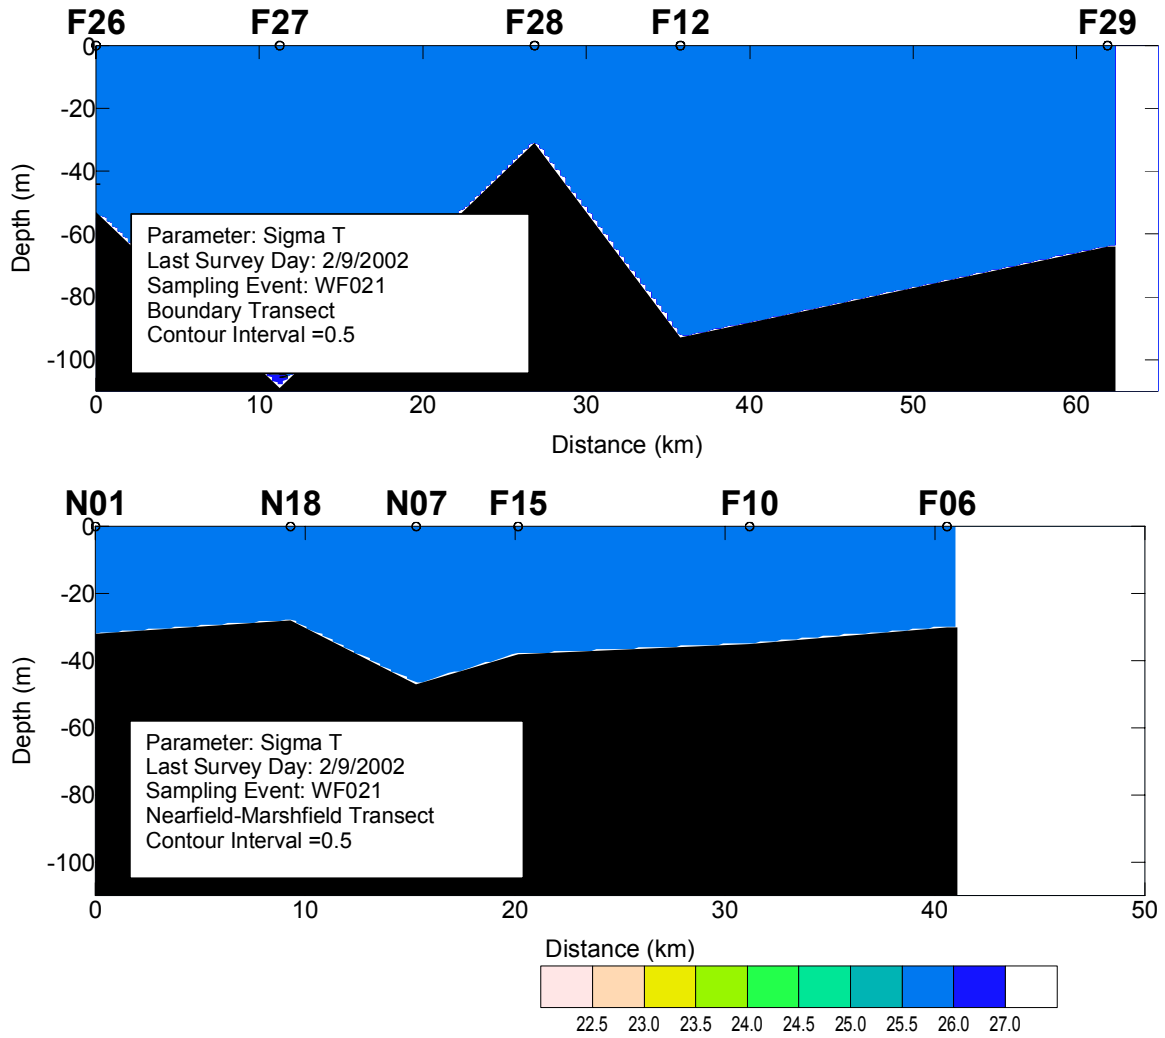 F26 F27 F28 F12 F29
0
-20
-40
-60
-80
-100
Depth (m)
Parameter: Sigma T
Last Survey Day: 2/9/2002
Sampling Event: WF021
Boundary Transect
Contour Interval =0.5
0 10 20 30 40 50 60
Distance (km)
N01 N18 N07 F15 F10 F06
0
-20
-40
-60
-80
-100
Depth (m)
Parameter: Sigma T
Last Survey Day: 2/9/2002
Sampling Event: WF021
Nearfield-Marshfield Transect
Contour Interval =0.5
0 10 20 30 40 50
Distance (km)
22.5 23.0 23.5 24.0 24.5 25.0 25.5 26.0 27.0